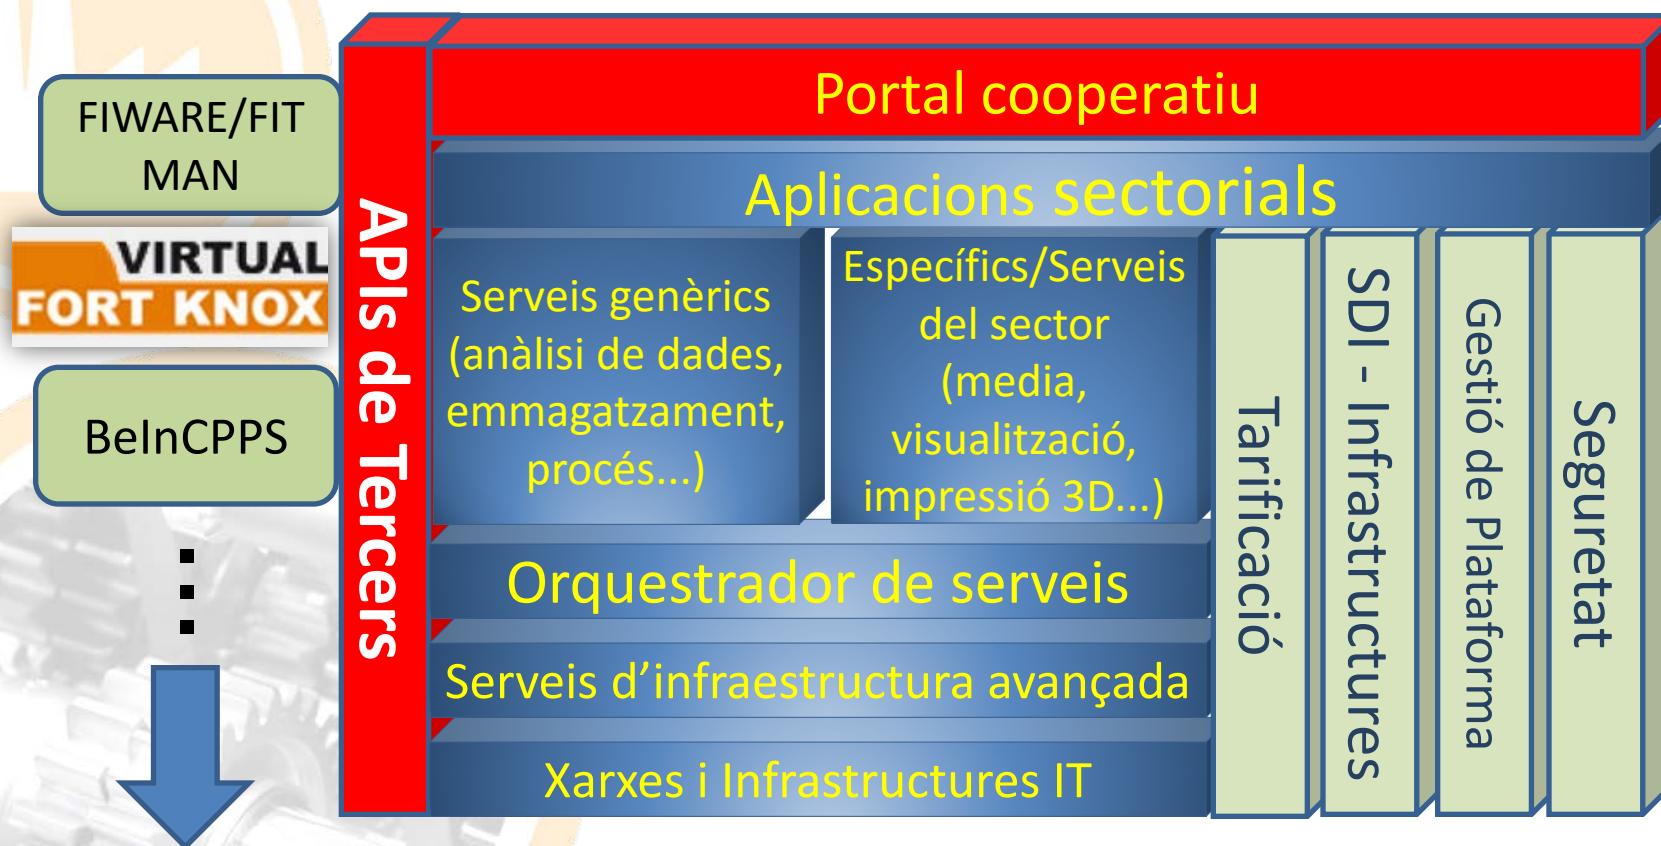 FIWARE/FIT
MAN
VIRTUAL
FORT KNOX
BeInCPPS
APIs de Tercers
Portal cooperatiu
Aplicacions sectorials
Serveis genèrics
(anàlisi de dades,
emmagatzament,
procés...)
Específics/Serveis
del sector
(media,
visualització,
impressió 3D...)
Orquestrador de serveis
Serveis d’infraestructura avançada
Xarxes i Infrastructures IT
Tarificació
SDI - Infrastructures
Gestió de Plataforma
Seguretat